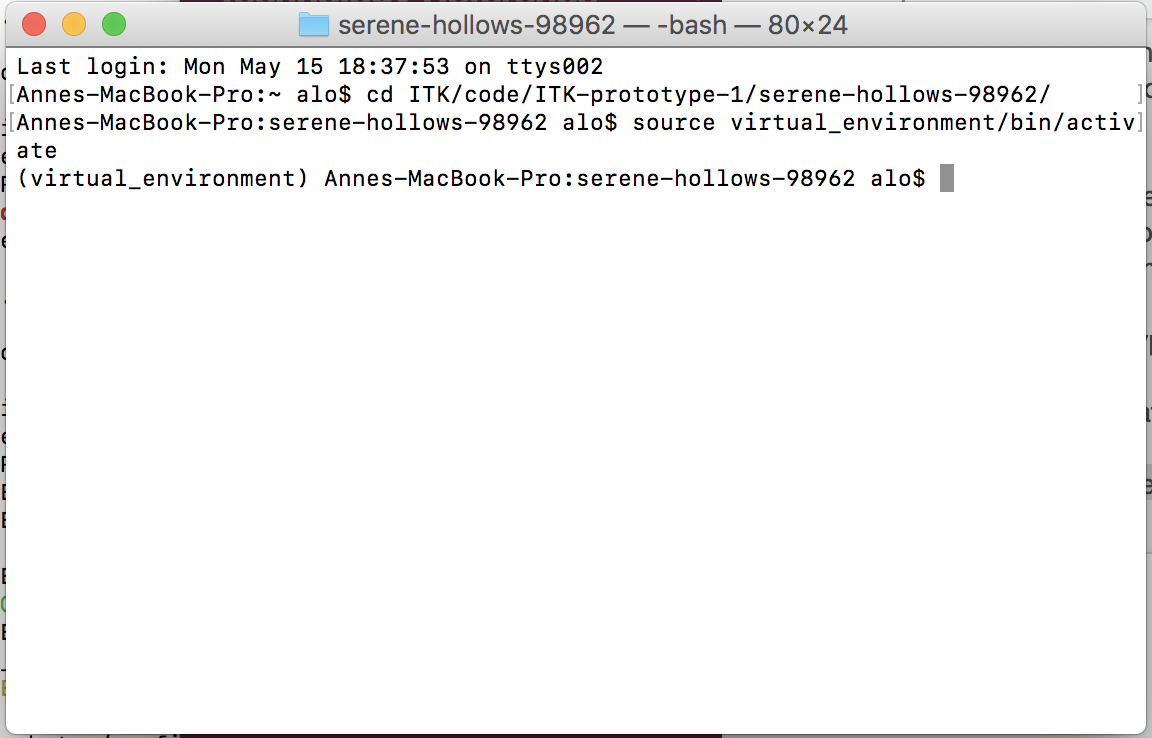 serene-hollows-98962 — -bash — 80×24
Last login: Mon May 15 18:37:53 on ttys002
[Annes-MacBook-Pro:~ alo$ cd ITK/code/ITK-prototype-1/serene-hollows-98962/ ]
[Annes-MacBook-Pro:serene-hollows-98962 alo$ source virtual_environment/bin/activ]
ate
(virtual_environment) Annes-MacBook-Pro:serene-hollows-98962 alo$